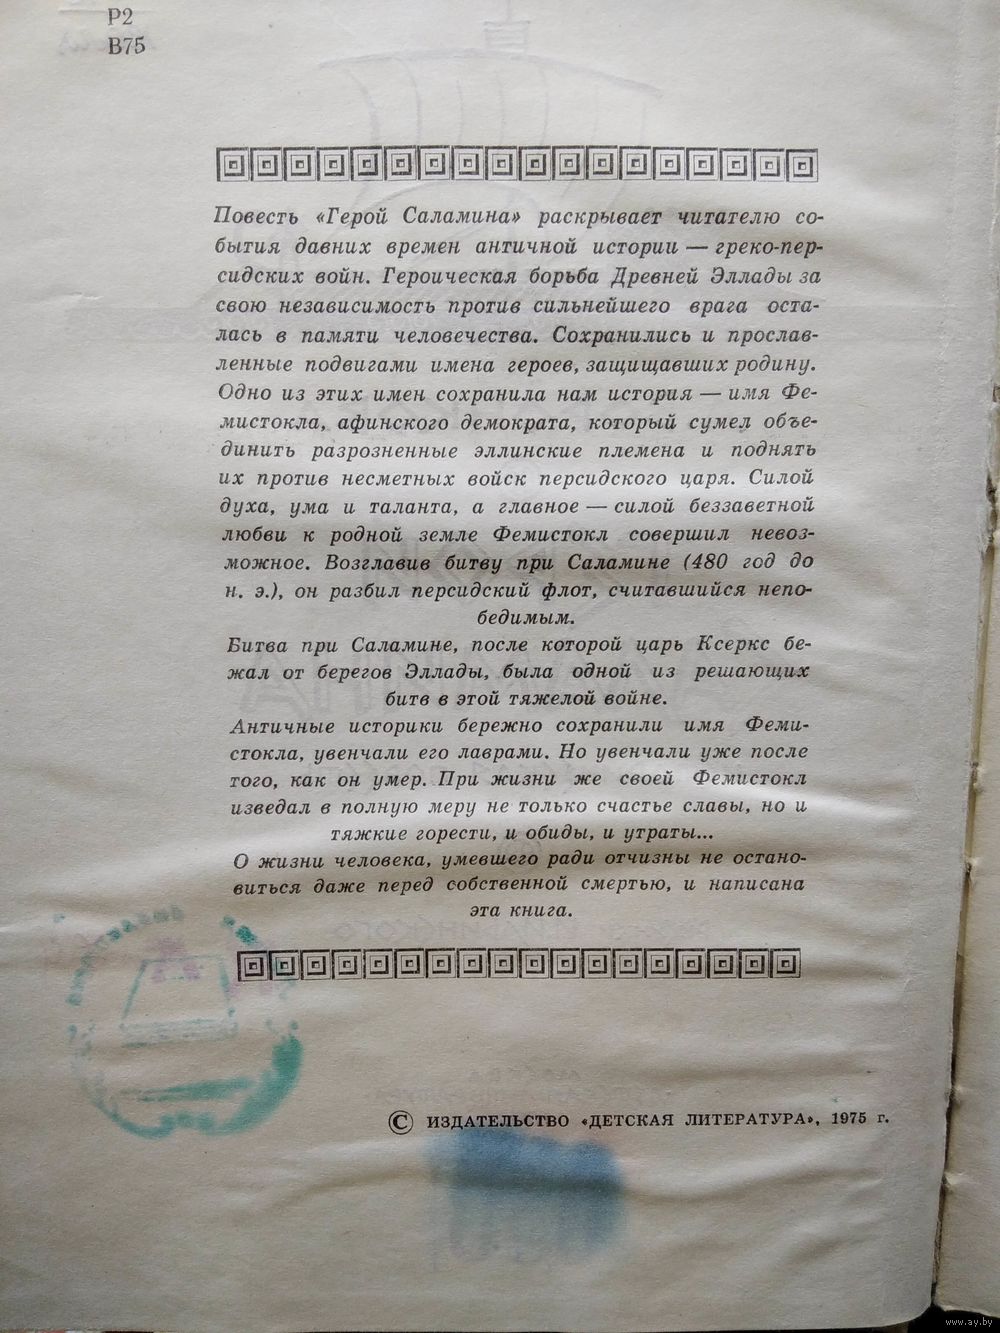 Р2
В75
Повесть «Герой Саламина» раскрывает читателю со-
бытия давних времен античной истории — греко-пер-
сидских войн. Героическая борьба Древней Эллады за
свою независимость против сильнейшего врага оста-
лась в памяти человечества. Сохранились и прослав-
ленные подвигами имена героев, защищавших родину.
Одно из этих имен сохранила нам история — имя Фе-
мистокла, афинского демократа, который сумел объе-
динить разрозненные эллинские племена и поднять
их против несметных войск персидского царя. Силой
духа, ума и таланта, а главное — силой беззаветной
любви к родной земле Фемистокл совершил невоз-
можное. Возглавив битву при Саламине (480 год до
н. э.), он разбил персидский флот, считавшийся непо-
бедимым.
Битва при Саламине, после которой царь Ксеркс бе-
жал от берегов Эллады, была одной из решающих
битв в этой тяжелой войне.
Античные историки бережно сохранили имя Феми-
стокла, увенчали его лаврами. Но увенчали уже после
того, как он умер. При жизни же своей Фемистокл
изведал в полную меру не только счастье славы, но и
тяжкие горести, и обиды, и утраты...
О жизни человека, умевшего ради отчизны не остано-
виться даже перед собственной смертью, и написана
эта книга.
© ИЗДАТЕЛЬСТВО «ДЕТСКАЯ ЛИТЕРАТУРА», 1975 г.
www.ay.by